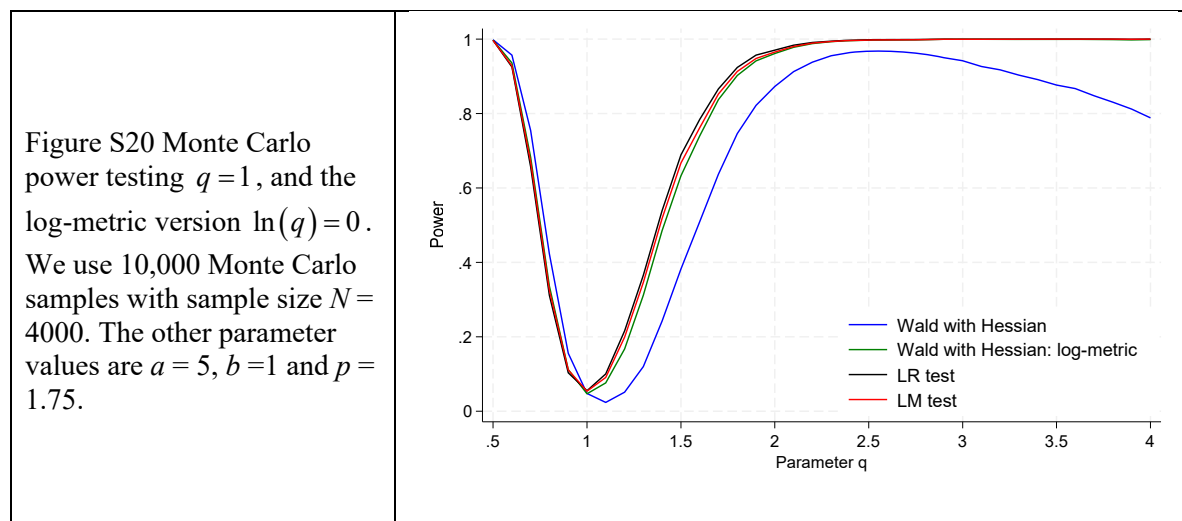 Figure S20 Monte Carlo
power testing q = 1, and the
log-metric version ln(q) = 0.
We use 10,000 Monte Carlo
samples with sample size N =
4000. The other parameter
values are a = 5, b =1 and p =
1.75.
Power
1
.8
.6
.4
.2
0
.5 1 1.5 2 2.5 3 3.5 4
Parameter q
Wald with Hessian
Wald with Hessian: log-metric
LR test
LM test